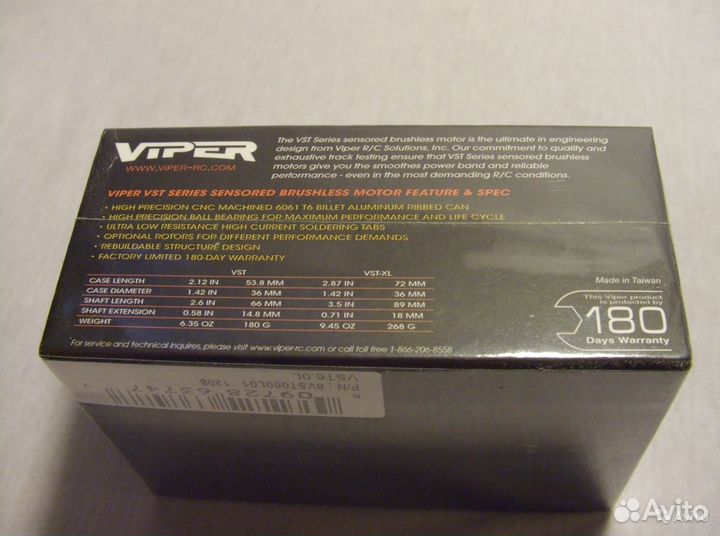 VIPER
WWW.VIPER-RC.COM
The VST Series sensored brushless motor is the ultimate in engineering
design from Viper R/C Solutions, Inc. Our commitment to quality and
exhaustive track testing ensure that VST Series sensored brushless
motors give you the smoothes power band and reliable
performance - even in the most demanding R/C conditions.
VIPER VST SERIES SENSORED BRUSHLESS MOTOR FEATURE & SPEC
• HIGH PRECISION CNC MACHINED 6061 T6 BILLET ALUMINUM RIBBED CAN
• HIGH PRECISION BALL BEARING FOR MAXIMUM PERFORMANCE AND LIFE CYCLE
• ULTRA LOW RESISTANCE HIGH CURRENT SOLDERING TABS
• OPTIONAL ROTORS FOR DIFFERENT PERFORMANCE DEMANDS
• REBUILDABLE STRUCTURE DESIGN
• FACTORY LIMITED 180-DAY WARRANTY
VST VST-XL
CASE LENGTH 2.12 IN 53.8 MM 2.87 IN 72 MM
CASE DIAMETER 1.42 IN 36 MM 1.42 IN 36 MM
SHAFT LENGTH 2.6 IN 66 MM 3.5 IN 89 MM
SHAFT EXTENSION 0.58 IN 14.8 MM 0.71 IN 18 MM
WEIGHT 6.35 OZ 180 G 9.45 OZ 268 G
Made in Taiwan
This Viper product
is protected by
180
Days Warranty
*For service and technical inquires, please visit www.viper-rc.com or call toll free 1-866-206-8558
VST6.0L
Avito